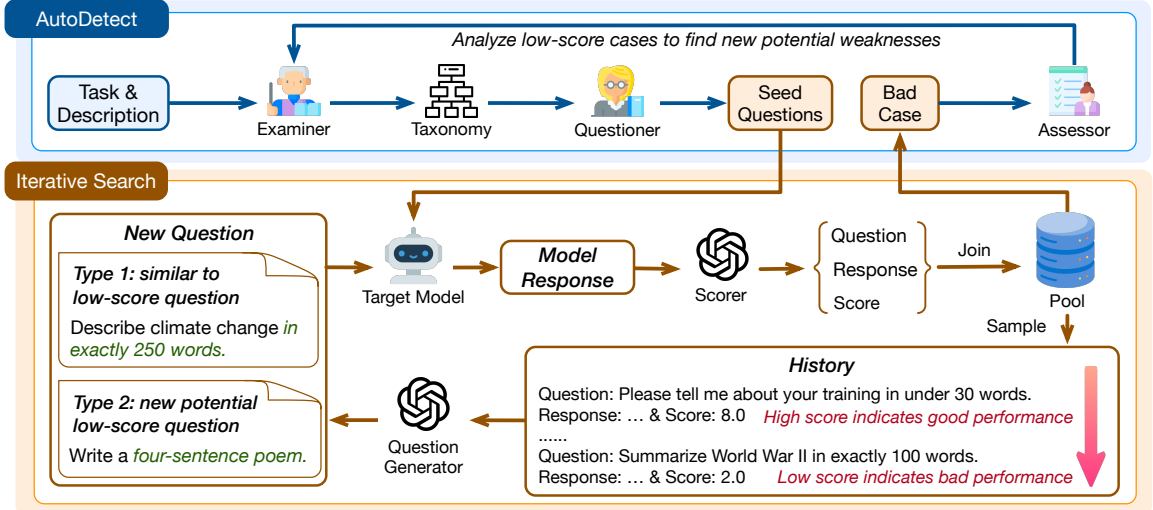 AutoDetect
Analyze low-score cases to find new potential weaknesses
Task &
Description
Examiner
Taxonomy
Questioner
Seed
Questions
Bad
Case
Assessor
Iterative Search
New Question
Type 1: similar to
low-score question
Describe climate change in
exactly 250 words.
Type 2: new potential
low-score question
Write a four-sentence poem.
Target Model
Model
Response
Scorer
Question
Response
Score
Join
Pool
Sample
History
Question: Please tell me about your training in under 30 words.
Response: ... & Score: 8.0 High score indicates good performance
......
Question: Summarize World War II in exactly 100 words.
Response: ... & Score: 2.0 Low score indicates bad performance
Question
Generator